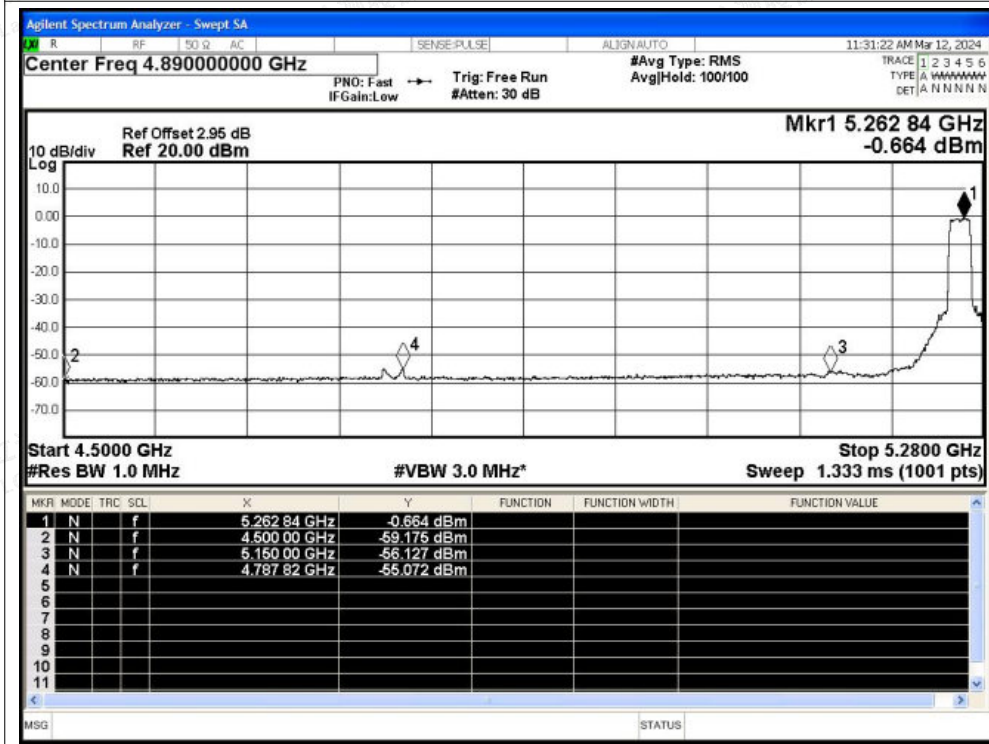 Agilent Spectrum Analyzer - Swept SA
R RF 50 Ω AC SENSE:PULSE ALIGN AUTO 11:31:22 AM Mar 12, 2024
Center Freq 4.890000000 GHz
PNO: Fast
IFGain:Low
Trig: Free Run
#Atten: 30 dB
#Avg Type: RMS
Avg|Hold: 100/100
TRACE 1 2 3 4 5 6
TYPE A WWWWW
DET A N N N N N
Mkr1 5.262 84 GHz
-0.664 dBm
Ref Offset 2.95 dB
10 dB/div Ref 20.00 dBm
Log
10.0
0.00
-10.0
-20.0
-30.0
-40.0
-50.0
-60.0
-70.0
1
2
4
3
Start 4.5000 GHz Stop 5.2800 GHz
#Res BW 1.0 MHz #VBW 3.0 MHz* Sweep 1.333 ms (1001 pts)
MKR MODE TRC SCL X Y FUNCTION FUNCTION WIDTH FUNCTION VALUE
1 N f 5.262 84 GHz -0.664 dBm
2 N f 4.500 00 GHz -59.175 dBm
3 N f 5.150 00 GHz -56.127 dBm
4 N f 4.787 82 GHz -55.072 dBm
5
6
7
8
9
10
11
MSG STATUS